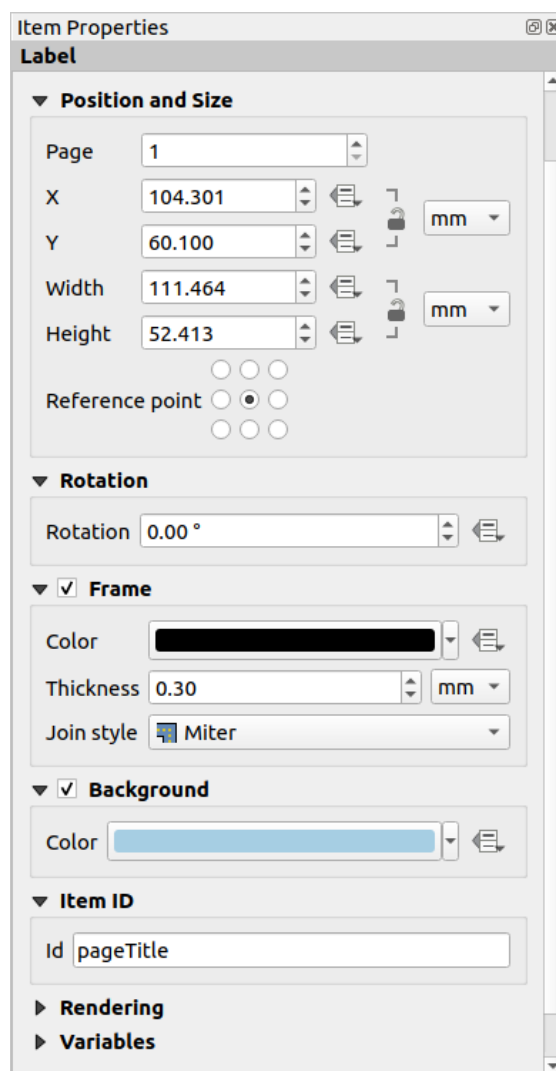 Item Properties
Label
Position and Size
Page 1
X 104.301
mm
Y 60.100
Width 111.464
mm
Height 52.413
Reference point
Rotation
Rotation 0.00 °
Frame
Color
Thickness 0.30 mm
Join style Miter
Background
Color
Item ID
Id pageTitle
Rendering
Variables